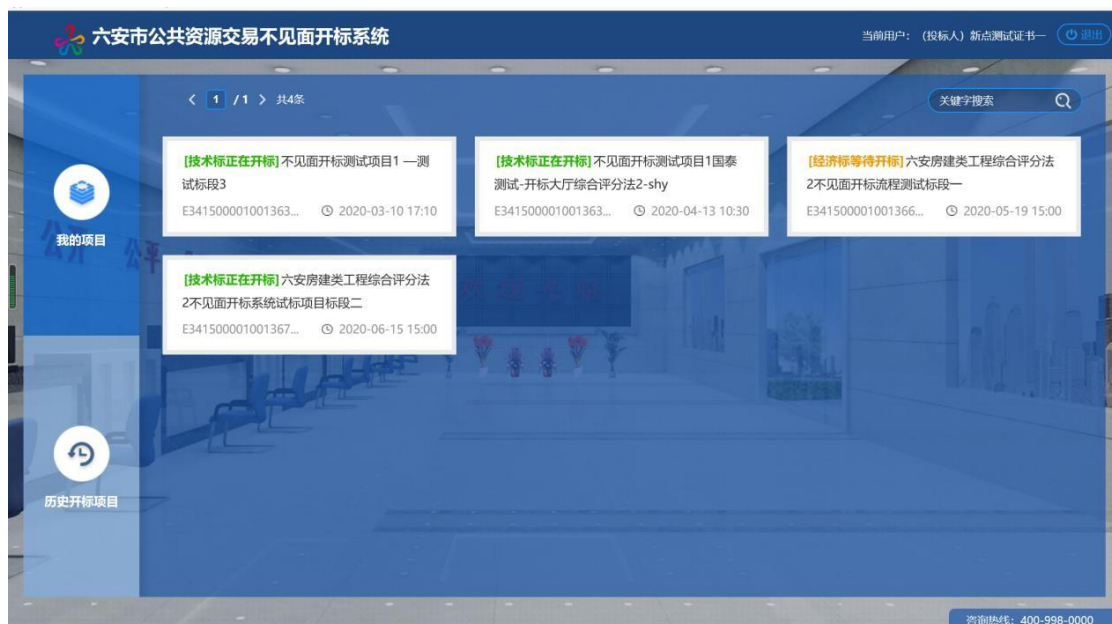 六安市公共资源交易不见面开标系统
当前用户: (投标人) 新点测试证书一
退出
1 / 1 共4条
关键字搜索
[技术标正在开标] 不见面开标测试项目1 —测
试标段3
E341500001001363... 2020-03-10 17:10
[技术标正在开标] 不见面开标测试项目1国泰
测试-开标大厅综合评分法2-shy
E341500001001363... 2020-04-13 10:30
[经济标等待开标] 六安房建类工程综合评分法
2不见面开标流程测试标段一
E341500001001366... 2020-05-19 15:00
我的项目
[技术标正在开标] 六安房建类工程综合评分法
2不见面开标系统试标项目标段二
E341500001001367... 2020-06-15 15:00
历史开标项目
咨询热线: 400-998-0000